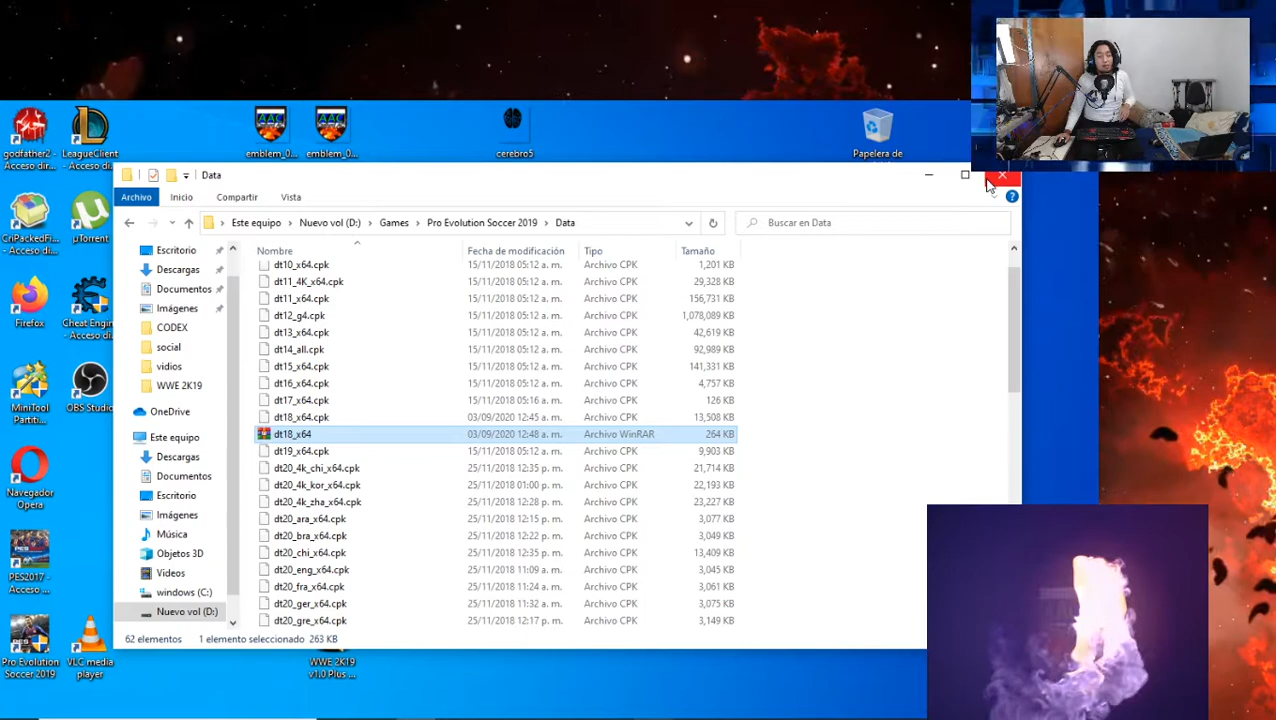 godfather2 -
Acceso dir...
LeagueClient
- Acceso di...
emblem_0...
emblem_0...
cerebro5
Papelera de
Data
Archivo Inicio Compartir Vista
Este equipo Nuevo vol (D:) Games Pro Evolution Soccer 2019 Data
Buscar en Data
CriPackedFi...
- Acceso di...
µTorrent
Firefox
Cheat Engin...
- Acceso di...
MiniTool
Partiti...
OBS Studio
Navegador
Opera
PES2017 -
Acceso ...
Pro Evolution
Soccer 2019
VLC media
player
WWE 2K19
v1.0 Plus ...
Escritorio
Descargas
Documentos
Imágenes
CODEX
social
vidios
WWE 2K19
OneDrive
Este equipo
Descargas
Documentos
Escritorio
Imágenes
Música
Objetos 3D
Videos
windows (C:)
Nuevo vol (D:)
Nombre Fecha de modificación Tipo Tamaño
dt10_x64.cpk 15/11/2018 05:12 a. m. Archivo CPK 1,201 KB
dt11_4K_x64.cpk 15/11/2018 05:12 a. m. Archivo CPK 29,328 KB
dt11_x64.cpk 15/11/2018 05:12 a. m. Archivo CPK 156,731 KB
dt12_g4.cpk 15/11/2018 05:12 a. m. Archivo CPK 1,078,089 KB
dt13_x64.cpk 15/11/2018 05:12 a. m. Archivo CPK 42,619 KB
dt14_all.cpk 15/11/2018 05:12 a. m. Archivo CPK 92,989 KB
dt15_x64.cpk 15/11/2018 05:12 a. m. Archivo CPK 141,331 KB
dt16_x64.cpk 15/11/2018 05:12 a. m. Archivo CPK 4,757 KB
dt17_x64.cpk 15/11/2018 05:16 a. m. Archivo CPK 126 KB
dt18_x64.cpk 03/09/2020 12:45 a. m. Archivo CPK 13,508 KB
dt18_x64 03/09/2020 12:48 a. m. Archivo WinRAR 264 KB
dt19_x64.cpk 15/11/2018 05:12 a. m. Archivo CPK 9,903 KB
dt20_4k_chi_x64.cpk 25/11/2018 12:35 p. m. Archivo CPK 21,714 KB
dt20_4k_kor_x64.cpk 25/11/2018 01:00 p. m. Archivo CPK 22,193 KB
dt20_4k_zha_x64.cpk 25/11/2018 12:28 p. m. Archivo CPK 23,227 KB
dt20_ara_x64.cpk 25/11/2018 12:15 p. m. Archivo CPK 3,077 KB
dt20_bra_x64.cpk 25/11/2018 12:22 p. m. Archivo CPK 3,049 KB
dt20_chi_x64.cpk 25/11/2018 12:35 p. m. Archivo CPK 13,409 KB
dt20_eng_x64.cpk 25/11/2018 11:09 a. m. Archivo CPK 3,045 KB
dt20_fra_x64.cpk 25/11/2018 11:24 a. m. Archivo CPK 3,061 KB
dt20_ger_x64.cpk 25/11/2018 11:32 a. m. Archivo CPK 3,075 KB
dt20_gre_x64.cpk 25/11/2018 12:17 p. m. Archivo CPK 3,149 KB
62 elementos 1 elemento seleccionado 263 KB